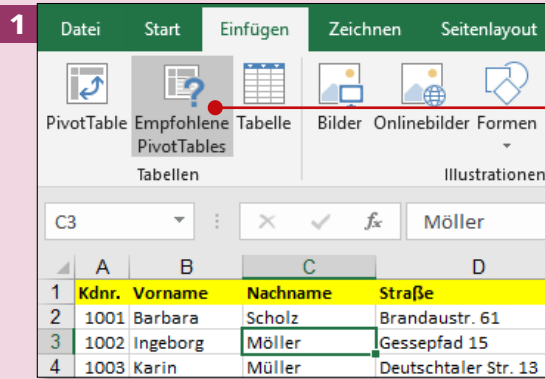 1
Datei Start Einfügen Zeichnen Seitenlayout
PivotTable Empfohlene PivotTables Tabelle Bilder Onlinebilder Formen
Tabellen Illustrationen
C3 fx Möller
A B C D
1 Kdnr. Vorname Nachname Straße
2 1001 Barbara Scholz Brandaustr. 61
3 1002 Ingeborg Möller Gessepfad 15
4 1003 Karin Müller Deutschtaler Str. 13